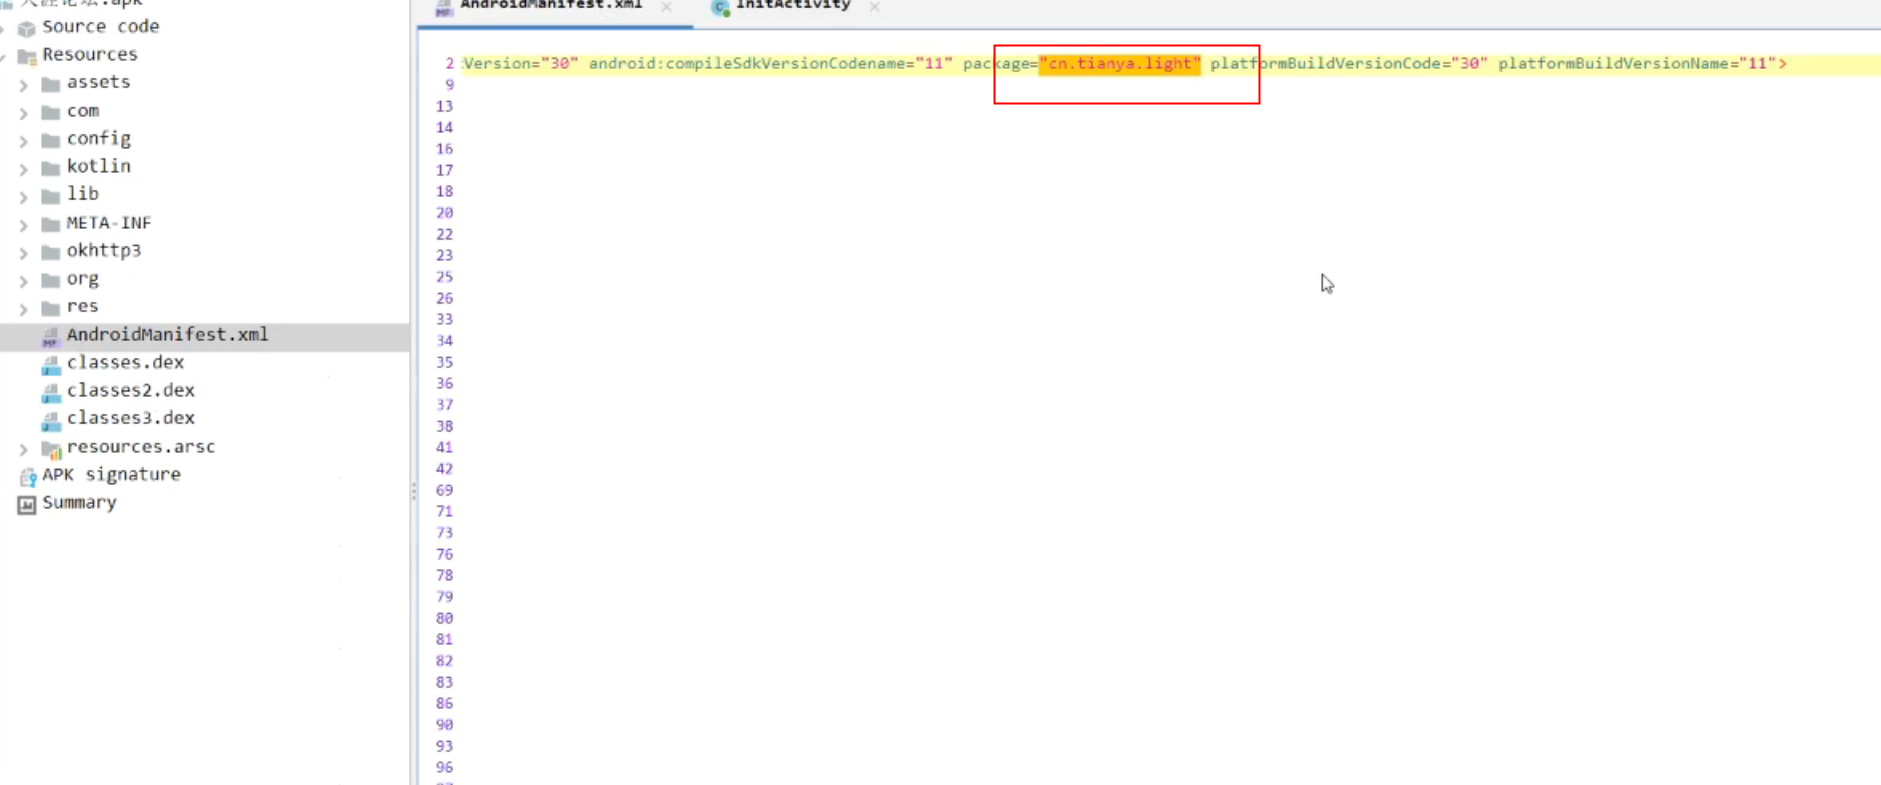 天涯论坛.apk
AndroidManifest.xml
InitActivity
Source code
Resources
assets
com
config
kotlin
lib
META-INF
okhttp3
org
res
AndroidManifest.xml
classes.dex
classes2.dex
classes3.dex
resources.arsc
APK signature
Summary
2 Version="30" android:compileSdkVersionCodename="11" package="cn.tianya.light" platformBuildVersionCode="30" platformBuildVersionName="11">
9
13
14
16
17
18
20
22
23
25
26
33
34
35
36
37
38
41
42
69
71
73
76
78
79
80
81
82
83
86
90
93
96